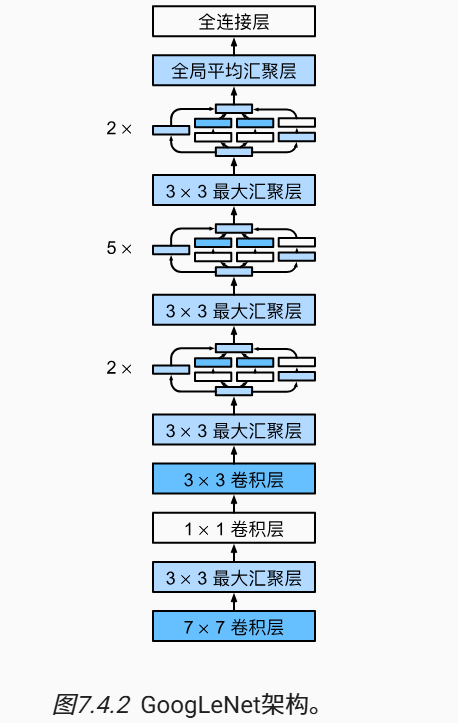 全连接层
全局平均汇聚层
2 ×
3 × 3 最大汇聚层
5 ×
3 × 3 最大汇聚层
2 ×
3 × 3 最大汇聚层
3 × 3 卷积层
1 × 1 卷积层
3 × 3 最大汇聚层
7 × 7 卷积层
图7.4.2 GoogLeNet架构。